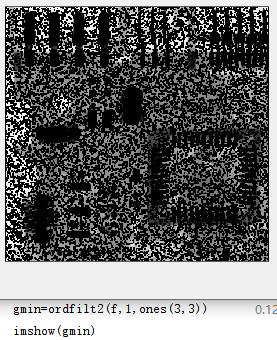 gmin=ordfilt2(f,1,ones(3,3))
0.12
imshow(gmin)